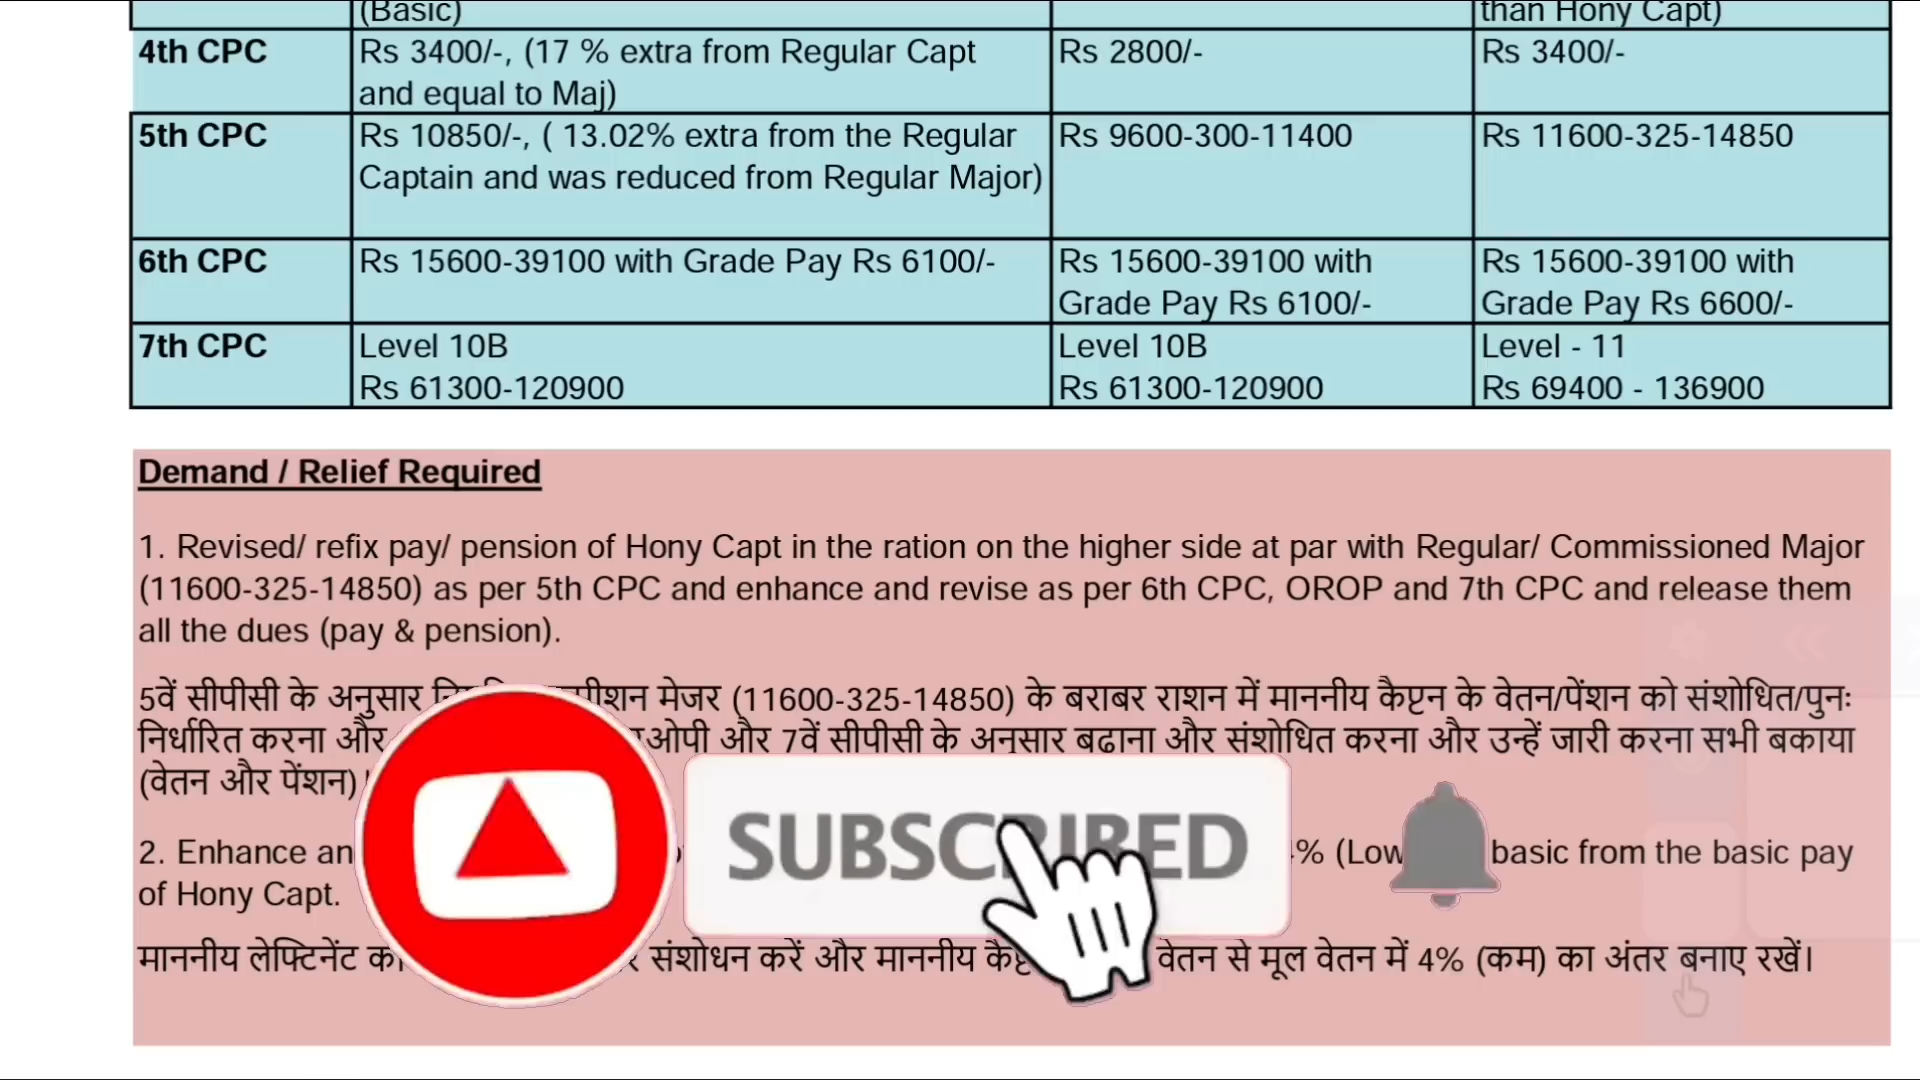 (Basic)
than Hony Capt)
4th CPC
Rs 3400/-, (17 % extra from Regular Capt
and equal to Maj)
Rs 2800/-
Rs 3400/-
5th CPC
Rs 10850/-, ( 13.02% extra from the Regular
Captain and was reduced from Regular Major)
Rs 9600-300-11400
Rs 11600-325-14850
6th CPC
Rs 15600-39100 with Grade Pay Rs 6100/-
Rs 15600-39100 with
Grade Pay Rs 6100/-
Rs 15600-39100 with
Grade Pay Rs 6600/-
7th CPC
Level 10B
Rs 61300-120900
Level 10B
Rs 61300-120900
Level - 11
Rs 69400 - 136900
Demand / Relief Required
1. Revised/ refix pay/ pension of Hony Capt in the ration on the higher side at par with Regular/ Commissioned Major
(11600-325-14850) as per 5th CPC and enhance and revise as per 6th CPC, OROP and 7th CPC and release them
all the dues (pay & pension).
5वें सीपीसी के अनुसार मेजर (11600-325-14850) के बराबर राशन में माननीय कैप्टन के वेतन/पेंशन को संशोधित/पुनः
निर्धारित करना और और 7वें सीपीसी के अनुसार बढाना और संशोधित करना और उन्हें जारी करना सभी बकाया
(वेतन और पेंशन)
2. Enhance % basic from the basic pay
of Hony Capt.
माननीय लेफ्टिनेंट संशोधन करें और माननीय वेतन से मूल वेतन में 4% (कम) का अंतर बनाए रखें।
SUBSCRIBED